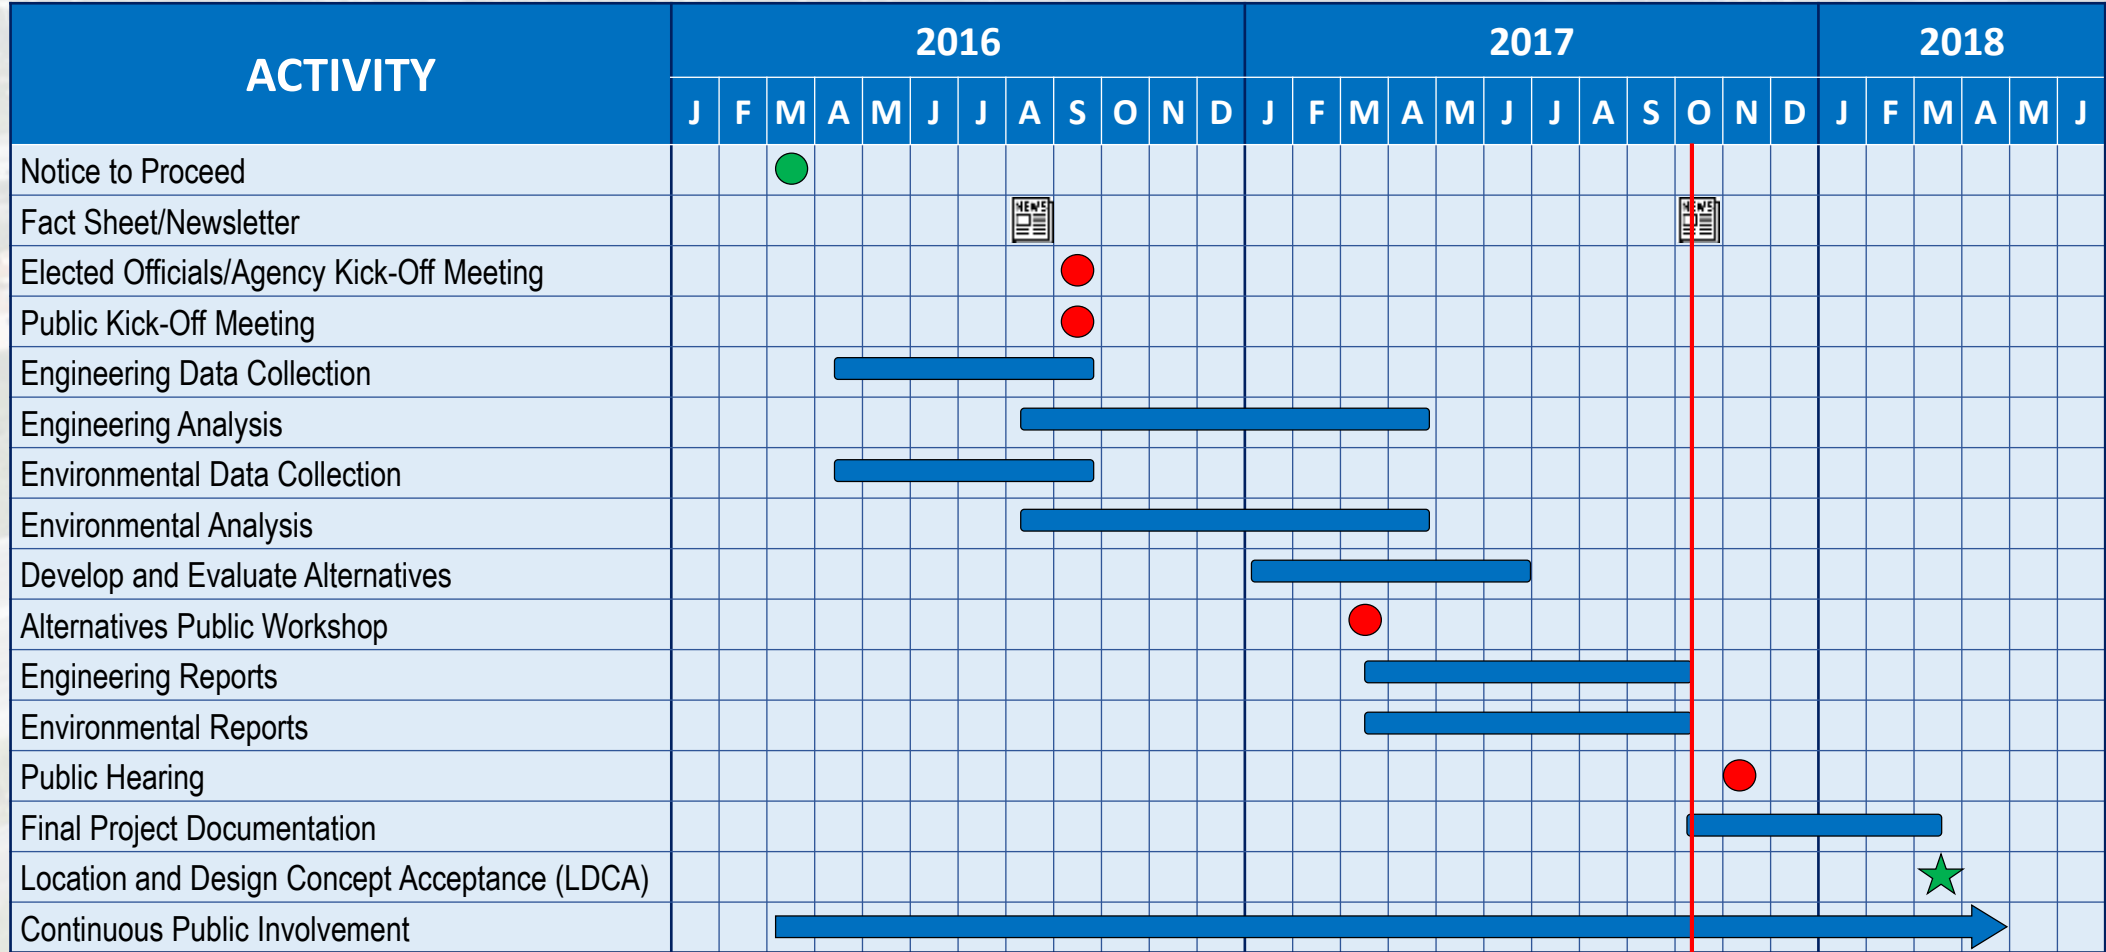 ACTIVITY
2016 2017 2018
J F M A M J J A S O N D J F M A M J J A S O N D J F M A M J
Notice to Proceed
Fact Sheet/Newsletter
NEWS NEWS
Elected Officials/Agency Kick-Off Meeting
Public Kick-Off Meeting
Engineering Data Collection
Engineering Analysis
Environmental Data Collection
Environmental Analysis
Develop and Evaluate Alternatives
Alternatives Public Workshop
Engineering Reports
Environmental Reports
Public Hearing
Final Project Documentation
Location and Design Concept Acceptance (LDCA)
Continuous Public Involvement